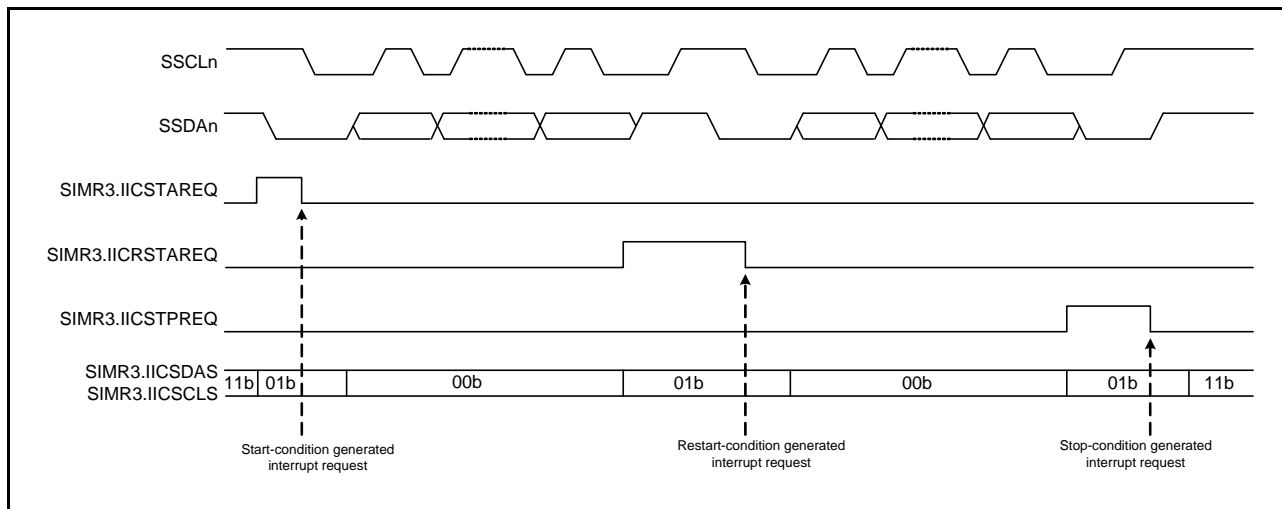 SSCLn
SSDAn
SIMR3.IICSTAREQ
SIMR3.IICRSTAREQ
SIMR3.IICSTPREQ
SIMR3.IICSDAS
SIMR3.IICSCLS
11b 01b 00b 01b 00b 01b 11b
Start-condition generated
interrupt request
Restart-condition generated
interrupt request
Stop-condition generated
interrupt request